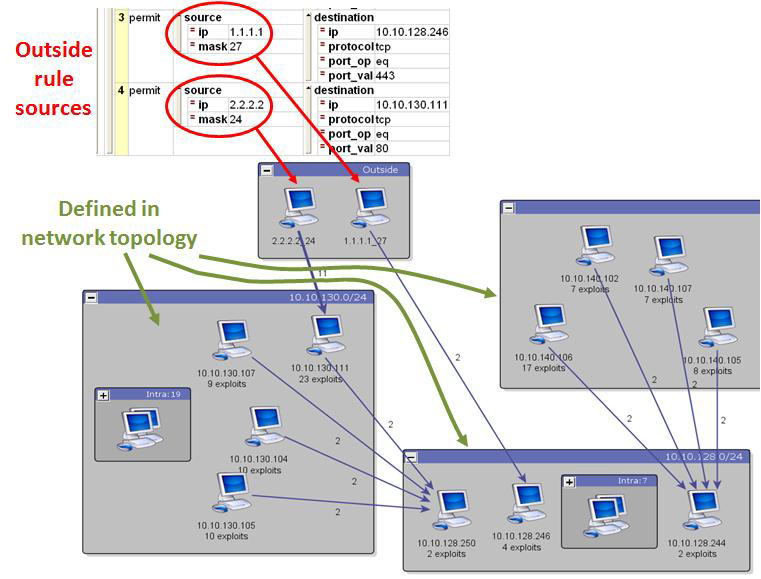 3 permit source destination
= ip 1.1.1.1 = ip 10.10.128.246
= mask 27 = protocol tcp
= port_op eq
= port_val 443
4 permit source destination
= ip 2.2.2.2 = ip 10.10.130.111
= mask 24 = protocol tcp
= port_op eq
= port_val 80
Outside
rule
sources
Outside
2.2.2.2_24 1.1.1.1_27
Defined in
network topology
11
10.10.130.0/24
10.10.130.107
9 exploits
10.10.130.111
23 exploits
Intra:19
10.10.130.104
10 exploits
10.10.130.105
10 exploits
2
2
2
2
10.10.140.102
7 exploits
10.10.140.107
7 exploits
10.10.140.106
17 exploits
10.10.140.105
8 exploits
2
2
2
2
10.10.128.0/24
10.10.128.250
2 exploits
10.10.128.246
4 exploits
Intra:7
10.10.128.244
2 exploits